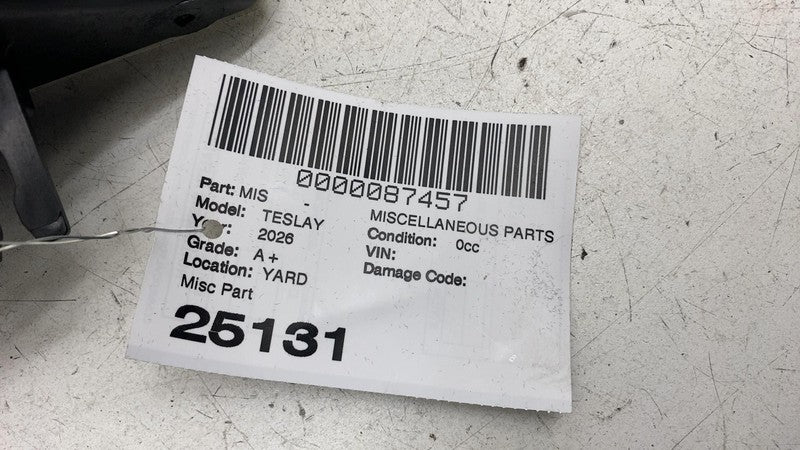 0000087457
Part: MIS - MISCELLANEOUS PARTS
Model: TESLAY Condition: 0cc
Year: 2026 VIN:
Grade: A+ Damage Code:
Location: YARD
Misc Part
25131